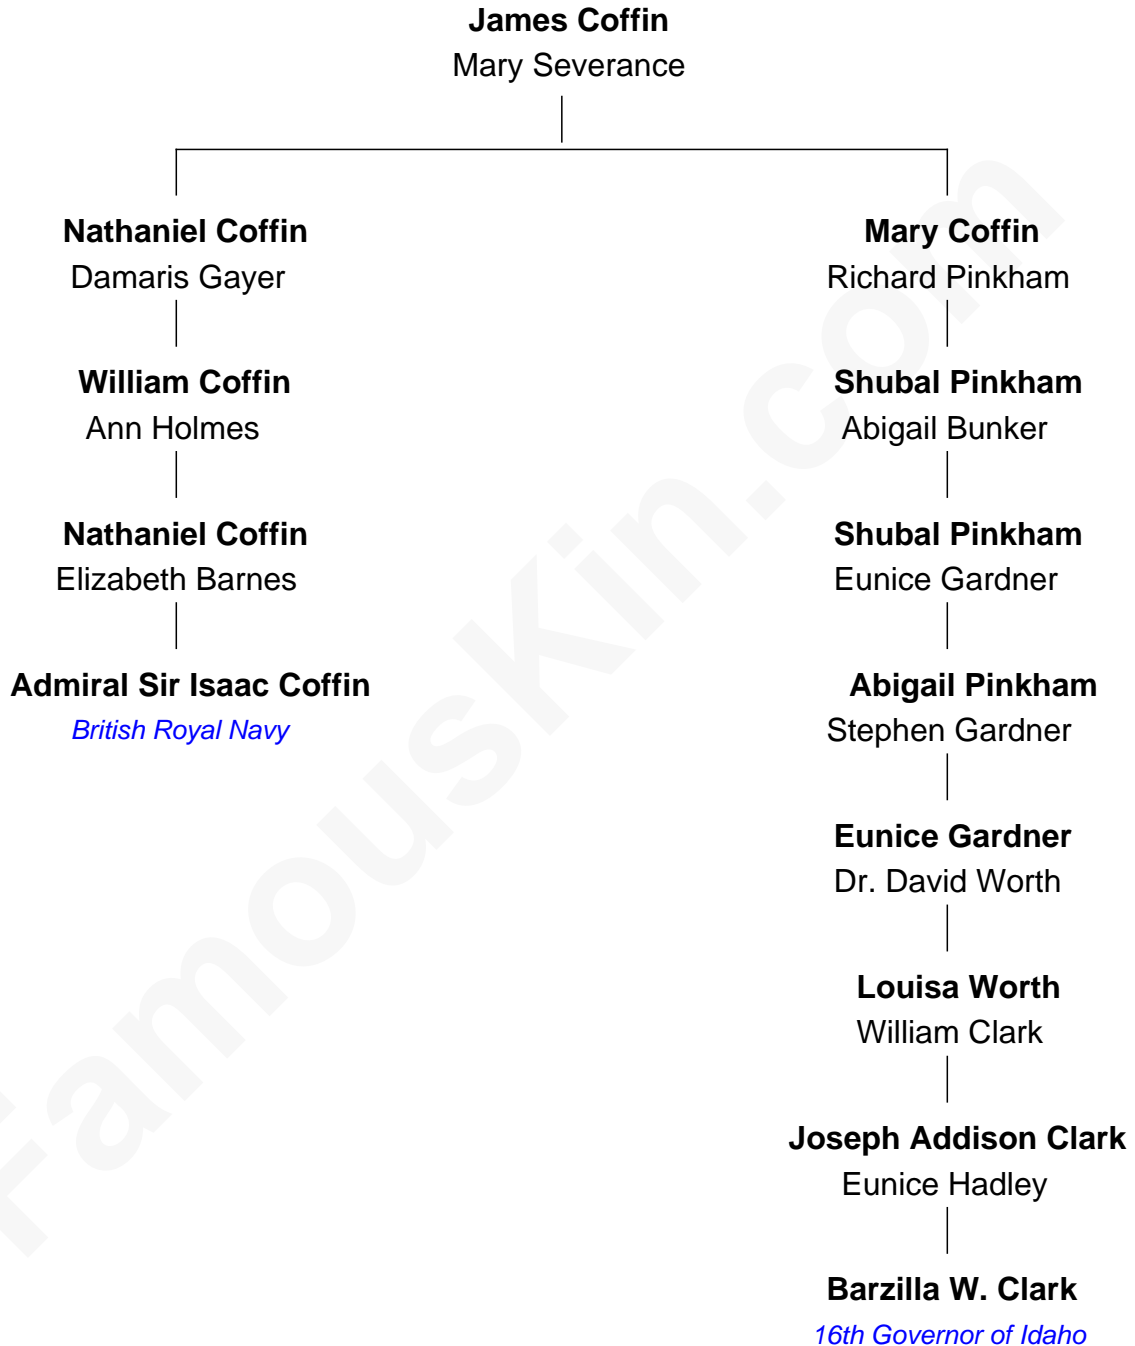 James Coffin
Mary Severance
Nathaniel Coffin
Damaris Gayer
William Coffin
Ann Holmes
Nathaniel Coffin
Elizabeth Barnes
Admiral Sir Isaac Coffin
British Royal Navy
Mary Coffin
Richard Pinkham
Shubal Pinkham
Abigail Bunker
Shubal Pinkham
Eunice Gardner
Abigail Pinkham
Stephen Gardner
Eunice Gardner
Dr. David Worth
Louisa Worth
William Clark
Joseph Addison Clark
Eunice Hadley
Barzilla W. Clark
16th Governor of Idaho
FamousKin.com